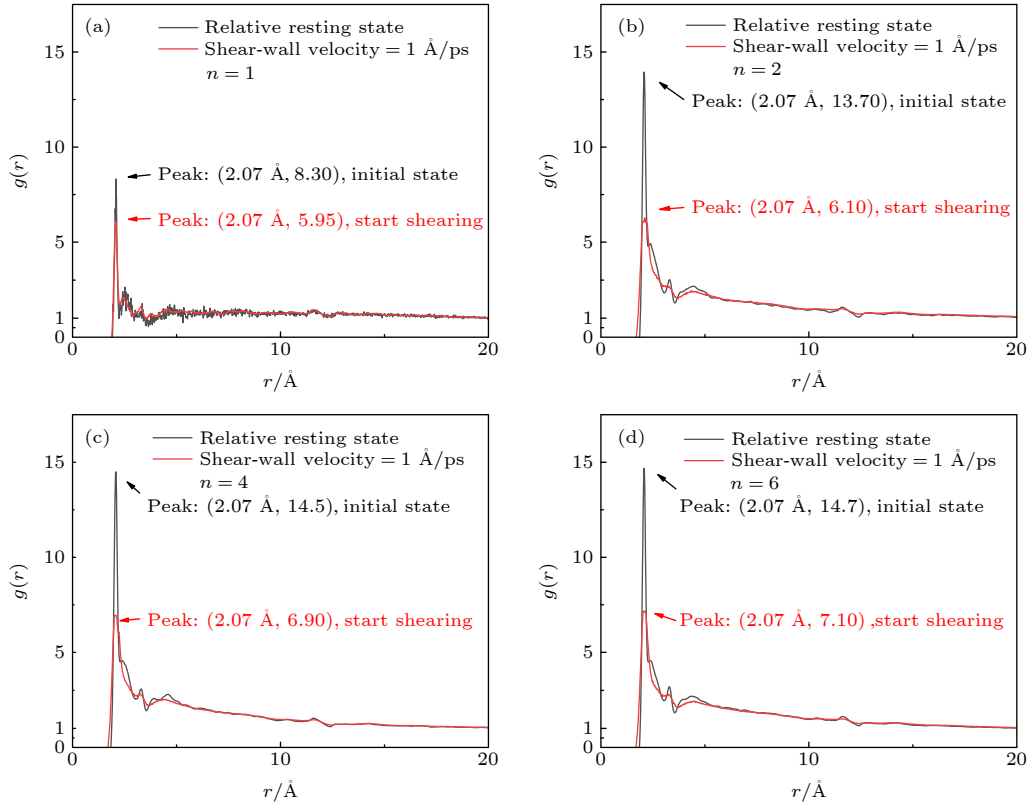 (a)
Relative resting state
Shear-wall velocity = 1 Å/ps
n = 1
Peak: (2.07 Å, 8.30), initial state
Peak: (2.07 Å, 5.95), start shearing
15
10
5
1
0
0
10
20
g(r)
r/Å
(b)
Relative resting state
Shear-wall velocity = 1 Å/ps
n = 2
Peak: (2.07 Å, 13.70), initial state
Peak: (2.07 Å, 6.10), start shearing
15
10
5
1
0
0
10
20
g(r)
r/Å
(c)
Relative resting state
Shear-wall velocity = 1 Å/ps
n = 4
Peak: (2.07 Å, 14.5), initial state
Peak: (2.07 Å, 6.90), start shearing
15
10
5
1
0
0
10
20
g(r)
r/Å
(d)
Relative resting state
Shear-wall velocity = 1 Å/ps
n = 6
Peak: (2.07 Å, 14.7), initial state
Peak: (2.07 Å, 7.10) ,start shearing
15
10
5
1
0
0
10
20
g(r)
r/Å